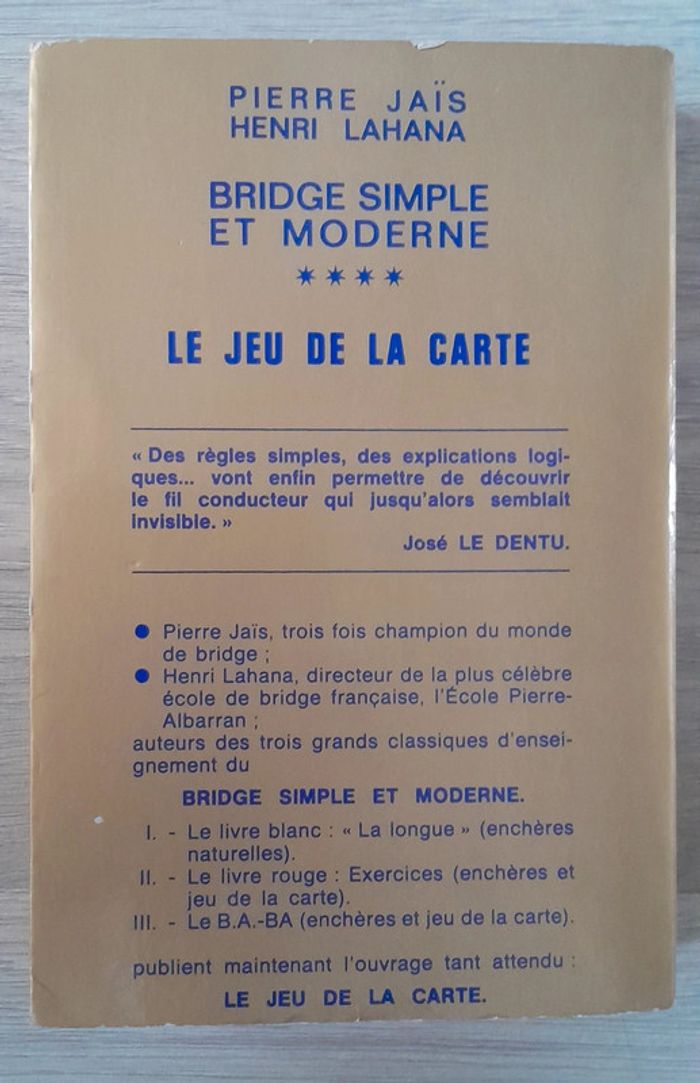 PIERRE JAÏS
HENRI LAHANA
BRIDGE SIMPLE
ET MODERNE
★★★★
LE JEU DE LA CARTE
« Des règles simples, des explications logi-
ques... vont enfin permettre de découvrir
le fil conducteur qui jusqu'alors semblait
invisible. »
José LE DENTU.
● Pierre Jaïs, trois fois champion du monde
de bridge ;
● Henri Lahana, directeur de la plus célèbre
école de bridge française, l'École Pierre-
Albarran ;
auteurs des trois grands classiques d'ensei-
gnement du
BRIDGE SIMPLE ET MODERNE.
I. - Le livre blanc : « La longue » (enchères
naturelles).
II. - Le livre rouge : Exercices (enchères et
jeu de la carte).
III. - Le B.A.-BA (enchères et jeu de la carte).
publient maintenant l'ouvrage tant attendu :
LE JEU DE LA CARTE.